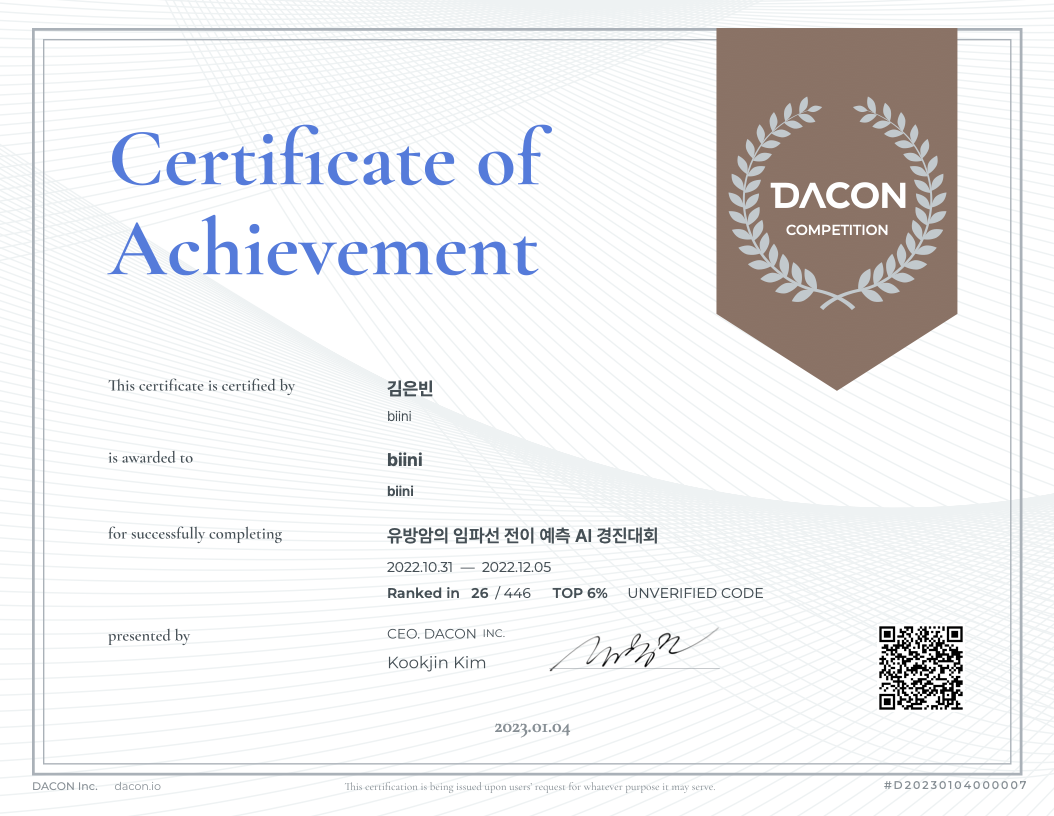 Certificate of
Achievement
DACON
COMPETITION
This certificate is certified by
김은빈
biini
is awarded to
biini
biini
for successfully completing
유방암의 임파선 전이 예측 AI 경진대회
2022.10.31 — 2022.12.05
Ranked in 26 / 446 TOP 6% UNVERIFIED CODE
presented by
CEO. DACON INC.
Kookjin Kim
2023.01.04
DACON Inc. dacon.io
This certification is being issued upon users' request for whatever purpose it may serve.
#D20230104000007